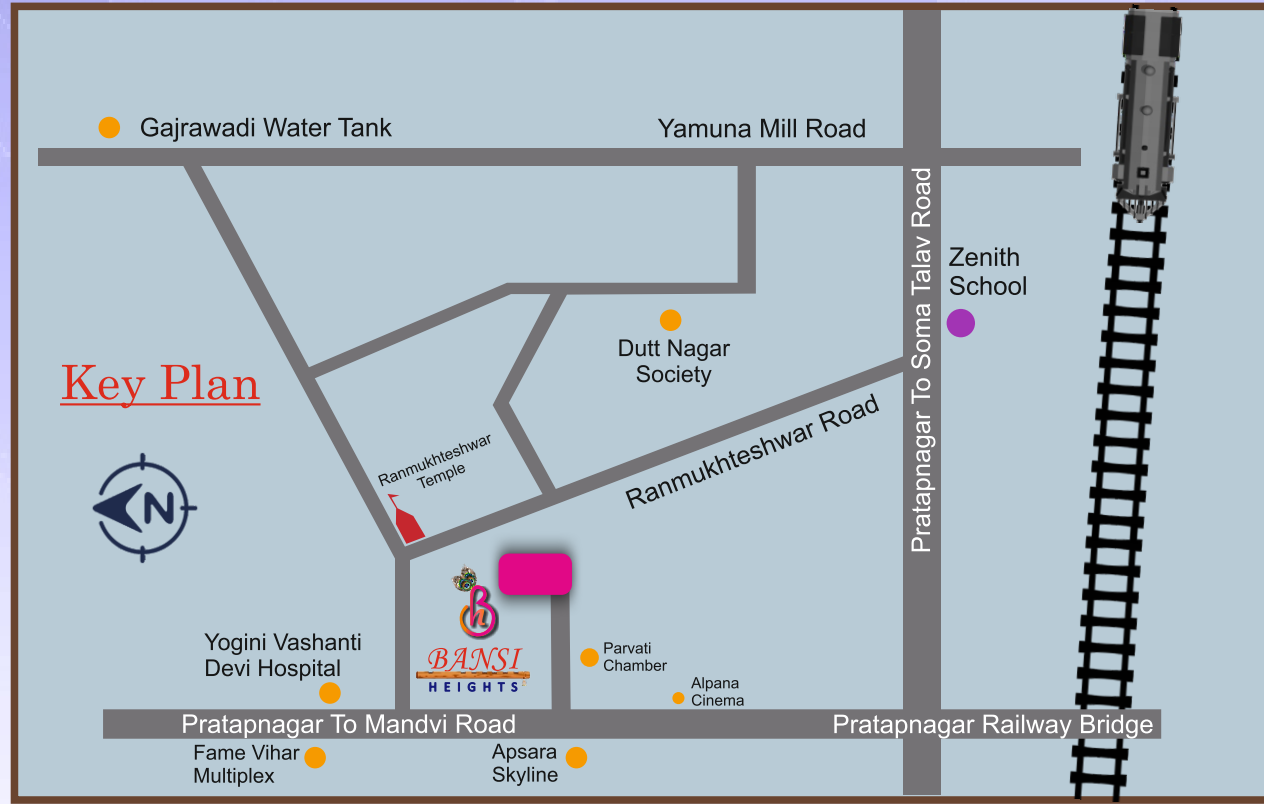 Gajrawadi Water Tank
Yamuna Mill Road
Pratapnagar To Soma Talav Road
Zenith
School
Dutt Nagar
Society
Key Plan
Ranmukhteshwar
Temple
Ranmukhteshwar Road
N
h
BANSI
HEIGHTS
Yogini Vashanti
Devi Hospital
Parvati
Chamber
Alpana
Cinema
Pratapnagar To Mandvi Road
Pratapnagar Railway Bridge
Fame Vihar
Multiplex
Apsara
Skyline